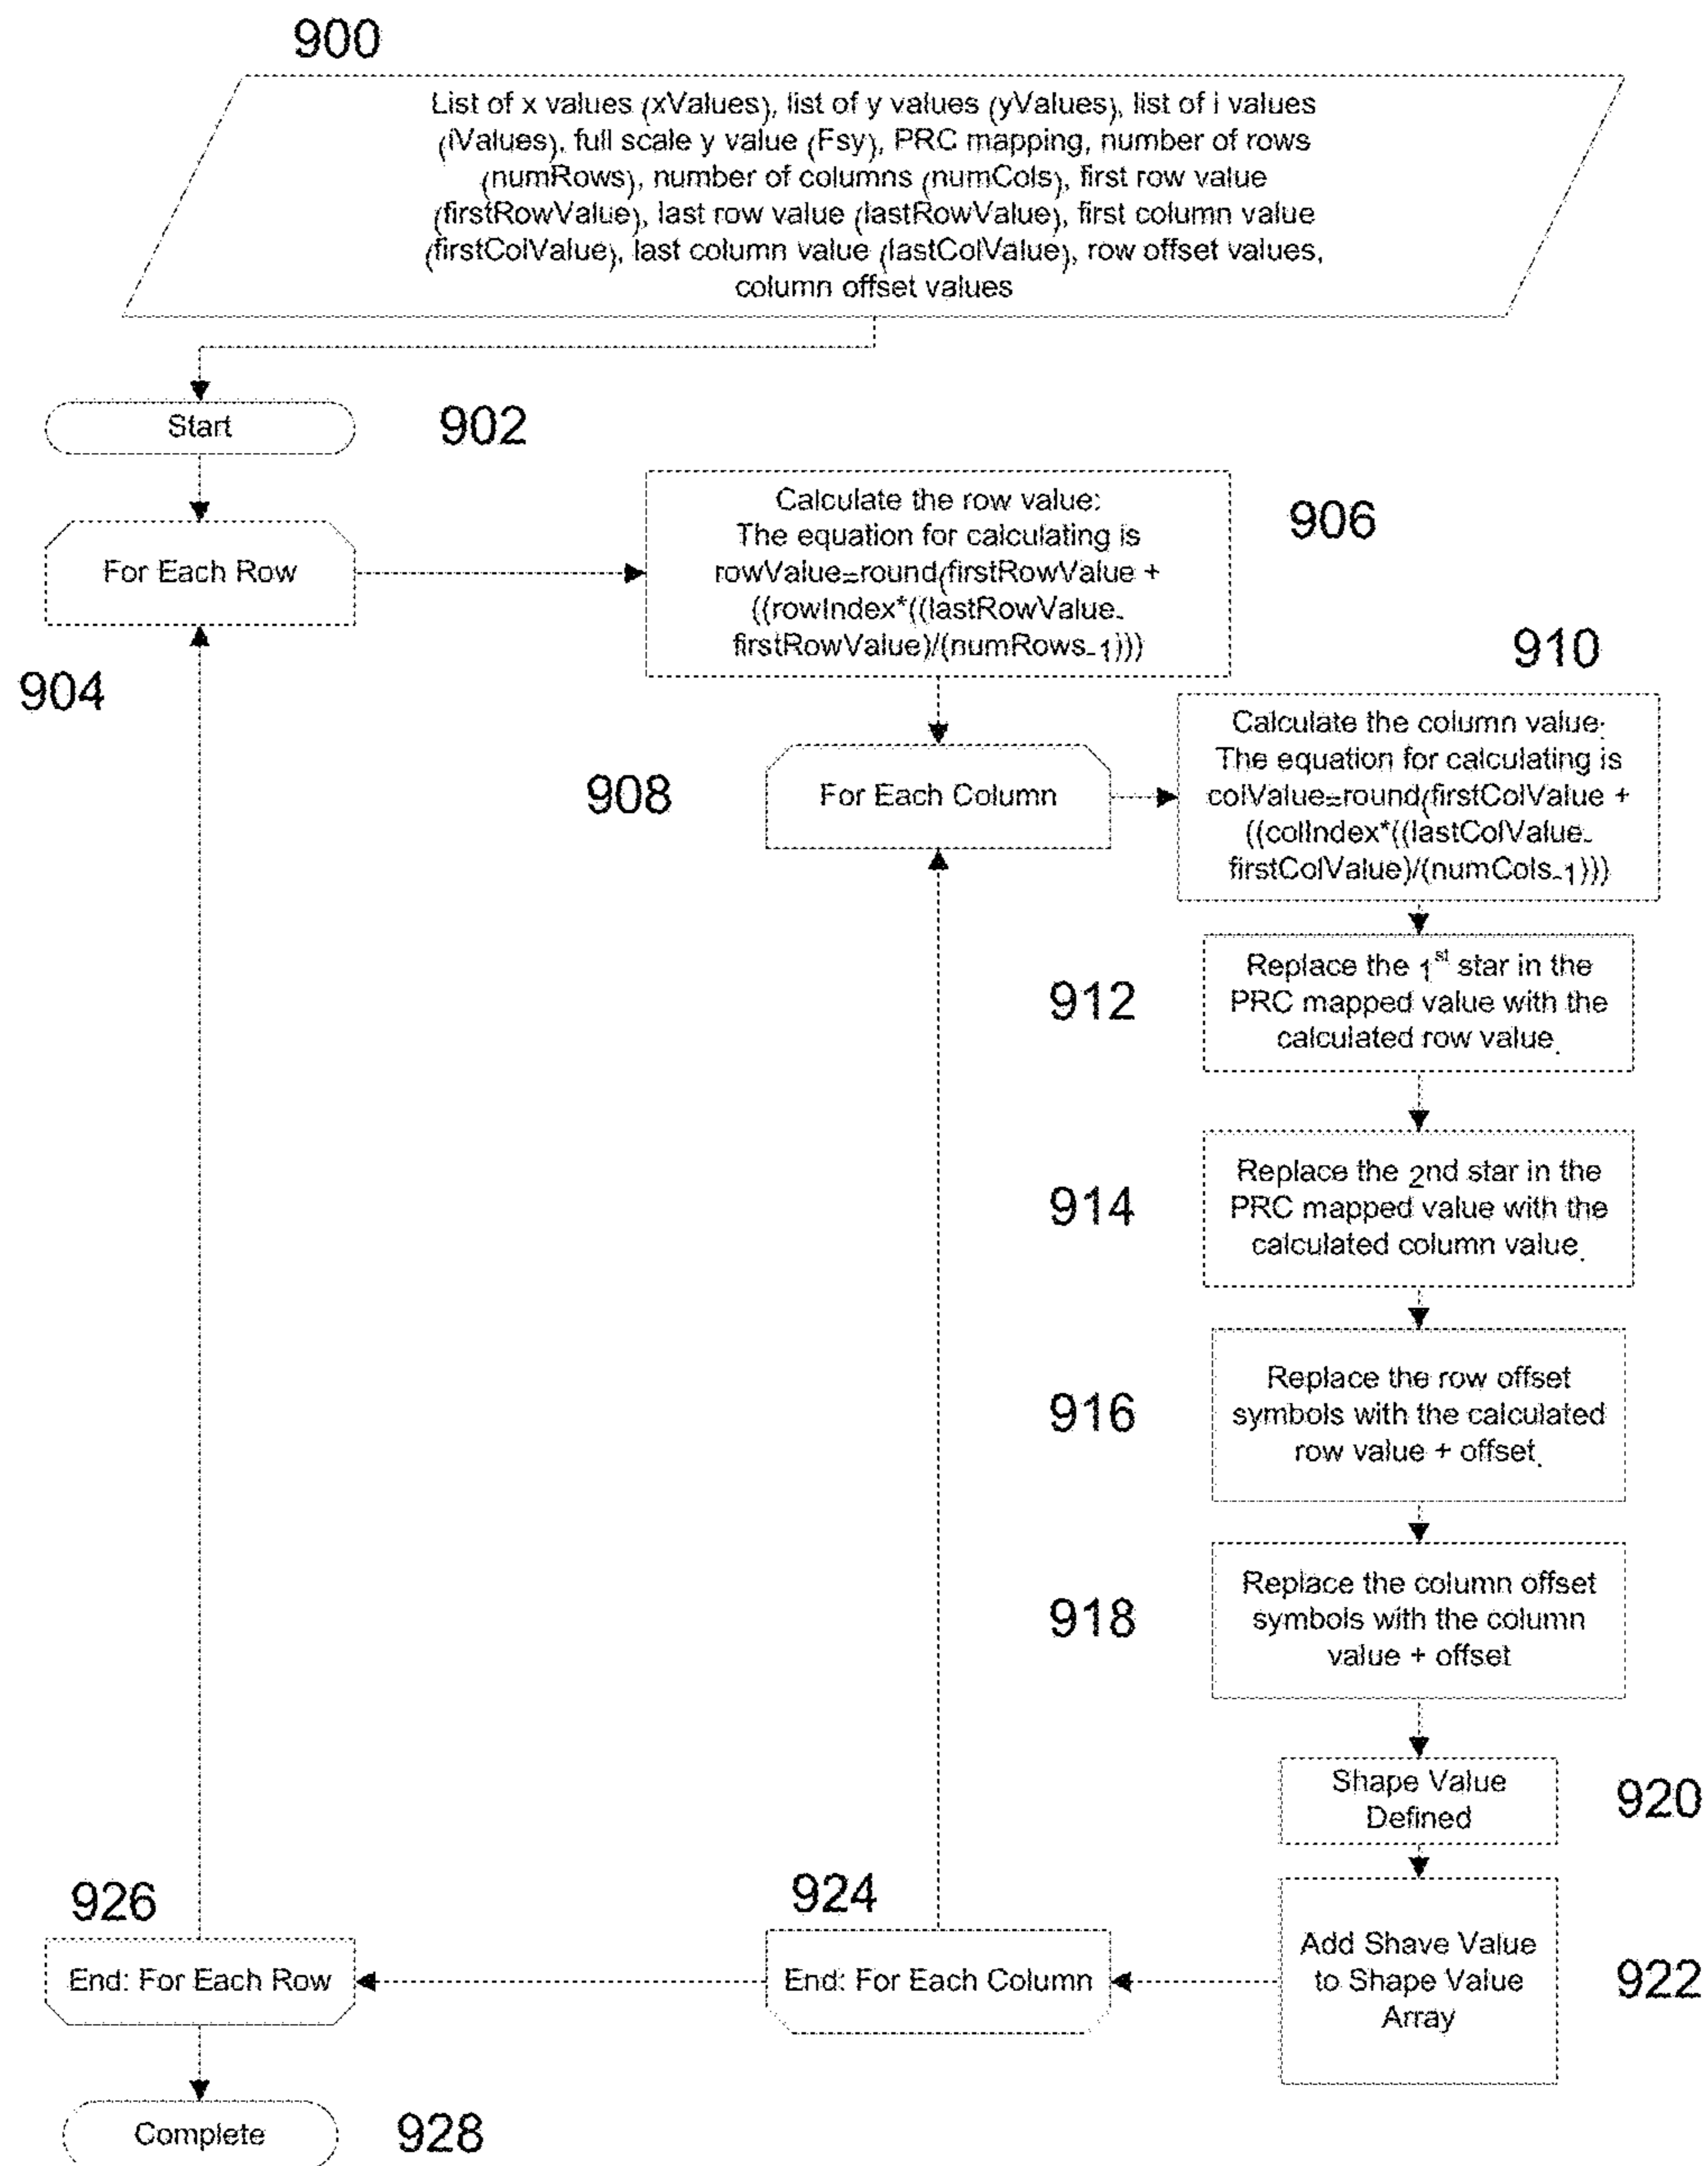 900
List of x values (xValues), list of y values (yValues), list of i values
(iValues), full scale y value (Fsy), PRC mapping, number of rows
(numRows), number of columns (numCols), first row value
(firstRowValue), last row value (lastRowValue), first column value
(firstColValue), last column value (lastColValue), row offset values,
column offset values
Start
902
For Each Row
904
Calculate the row value:
The equation for calculating is
rowValue=round(firstRowValue +
((rowIndex*((lastRowValue-
firstRowValue)/(numRows-1)))
906
For Each Column
908
910
Calculate the column value:
The equation for calculating is
colValue=round(firstColValue +
((colIndex*((lastColValue-
firstColValue)/(numCols-1)))
912
Replace the 1st star in the
PRC mapped value with the
calculated row value.
914
Replace the 2nd star in the
PRC mapped value with the
calculated column value.
916
Replace the row offset
symbols with the calculated
row value + offset.
918
Replace the column offset
symbols with the column
value + offset
Shape Value
Defined
920
Add Shave Value
to Shape Value
Array
922
924
End: For Each Column
926
End: For Each Row
Complete
928